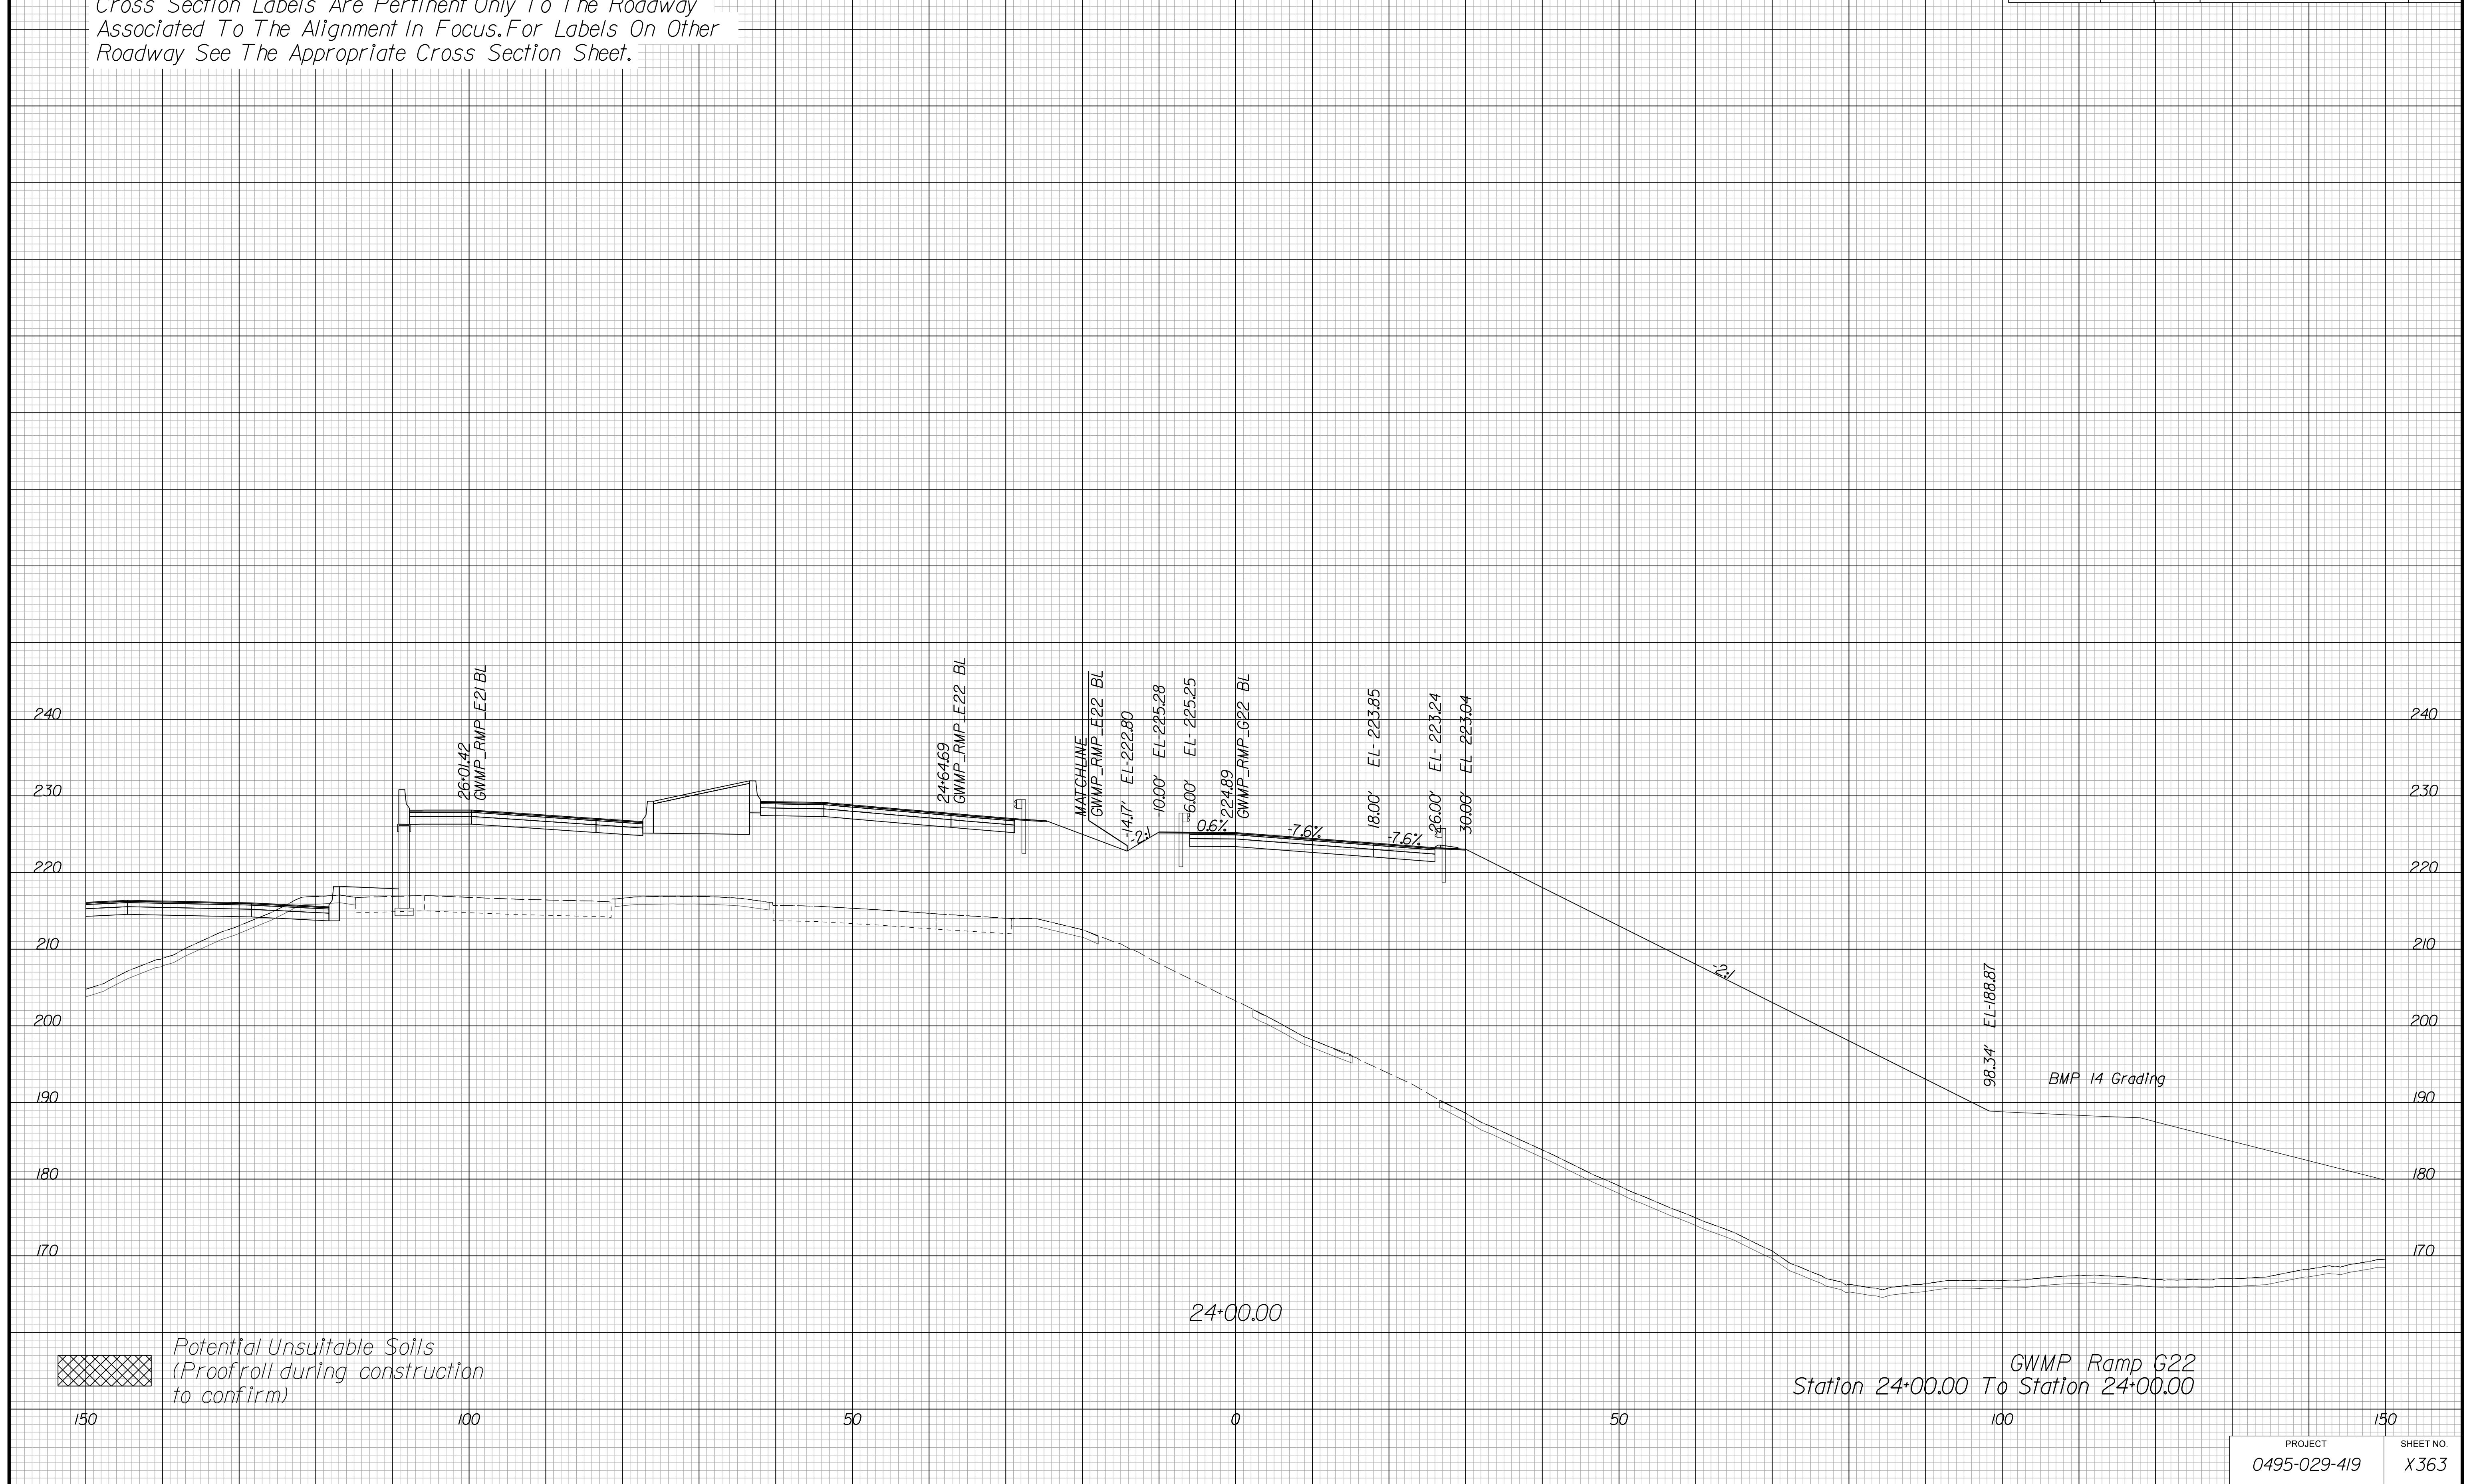 Cross Section Labels Are Pertinent Only To The Roadway
Associated To The Alignment In Focus. For Labels On Other
Roadway See The Appropriate Cross Section Sheet.
240
230
220
210
200
190
180
170
26+01.42
GWMP_RMP_E21 BL
24+64.69
GWMP_RMP_E22 BL
MATCHLINE
GWMP_RMP_E22 BL
-14.17' EL-222.80
-2:1
10.00' EL-225.28
-6.00' EL-225.25
0.6%
224.89
GWMP_RMP_G22 BL
-7.6%
18.00' EL-223.85
-7.6%
26.00' EL-223.24
30.00' EL-223.04
-2:1
98.34' EL-188.87
BMP 14 Grading
240
230
220
210
200
190
180
170
24+00.00
Potential Unsuitable Soils
(Proofroll during construction
to confirm)
GWMP Ramp G22
Station 24+00.00 To Station 24+00.00
150
100
50
0
50
100
150
PROJECT
0495-029-419
SHEET NO.
X363